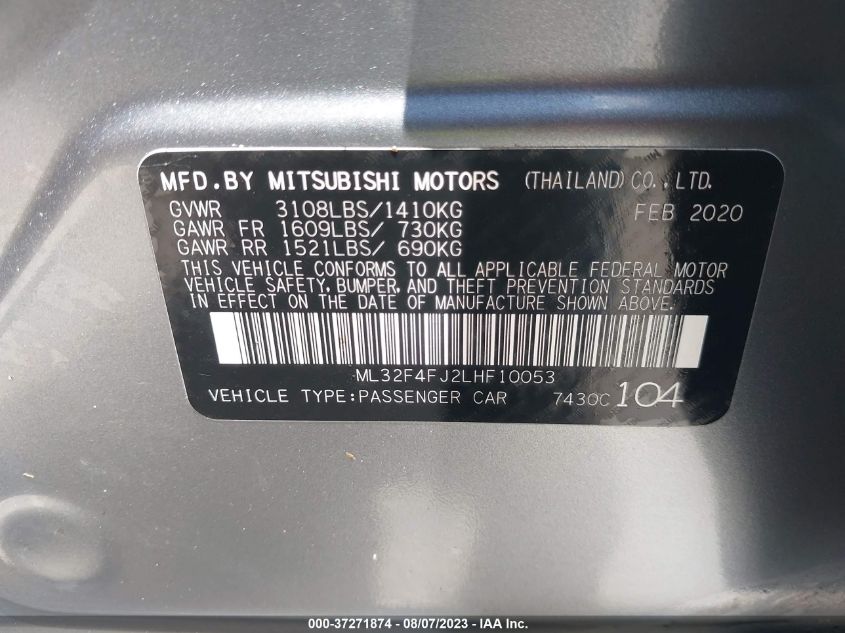 MFD.BY MITSUBISHI MOTORS (THAILAND) CO.,LTD.
GVWR 3108LBS/1410KG FEB 2020
GAWR FR 1609LBS/ 730KG
GAWR RR 1521LBS/ 690KG
THIS VEHICLE CONFORMS TO ALL APPLICABLE FEDERAL MOTOR
VEHICLE SAFETY, BUMPER, AND THEFT PREVENTION STANDARDS
IN EFFECT ON THE DATE OF MANUFACTURE SHOWN ABOVE.
ML32F4FJ2LHF10053
VEHICLE TYPE:PASSENGER CAR 7430C 104
000-37271874 - 08/07/2023 - IAA Inc.